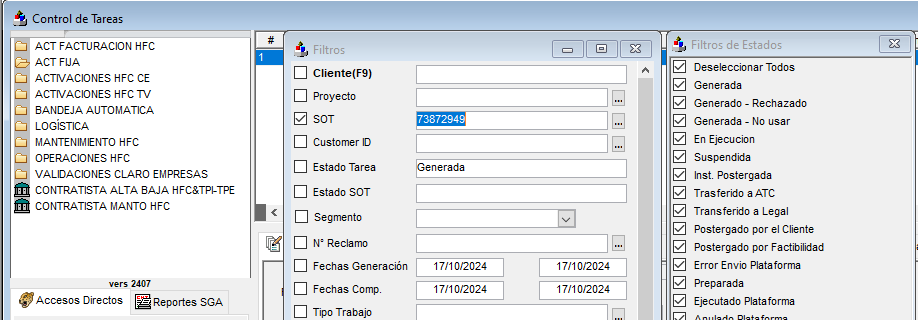 Control de Tareas
ACT FACTURACION HFC
ACT FIJA
ACTIVACIONES HFC CE
ACTIVACIONES HFC TV
BANDEJA AUTOMATICA
LOGÍSTICA
MANTENIMIENTO HFC
OPERACIONES HFC
VALIDACIONES CLARO EMPRESAS
CONTRATISTA ALTA BAJA HFC&TPI-TPE
CONTRATISTA MANTO HFC
vers 2407
Accesos Directos
Reportes SGA
#
1
Filtros
Cliente(F9)
Proyecto ...
SOT 73872949 ...
Customer ID ...
Estado Tarea Generada
Estado SOT
Segmento
N° Reclamo ...
Fechas Generación 17/10/2024 17/10/2024
Fechas Comp. 17/10/2024 17/10/2024
Tipo Trabajo ...
Filtros de Estados
Deseleccionar Todos
Generada
Generado - Rechazado
Generada - No usar
En Ejecucion
Suspendida
Inst. Postergada
Trasferido a ATC
Transferido a Legal
Postergado por el Cliente
Postergado por Factibilidad
Error Envio Plataforma
Preparada
Ejecutado Plataforma
Anulado Plataforma